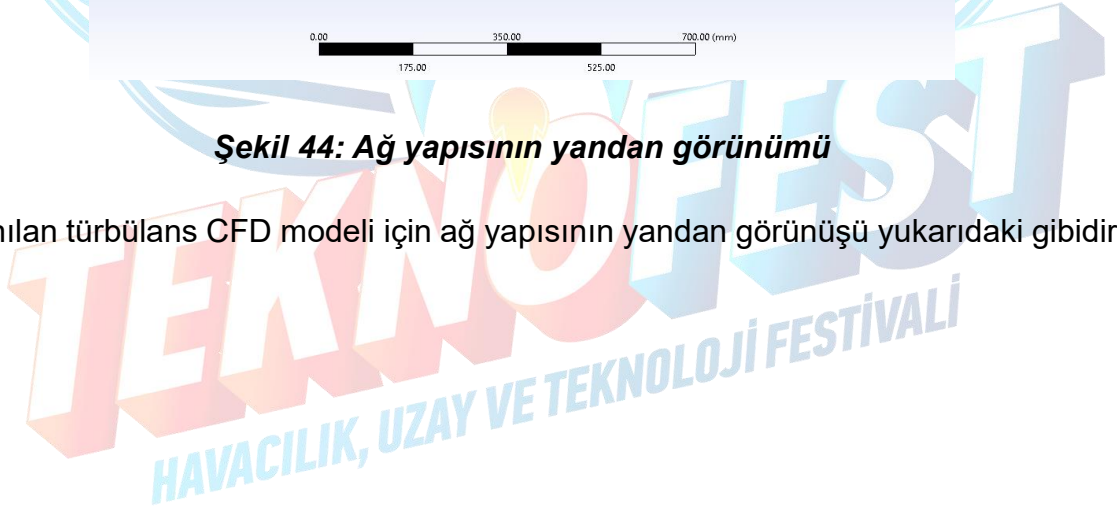 0.00 350.00 700.00 (mm)
175.00 525.00
Şekil 44: Ağ yapısının yandan görünümü
türbülans CFD modeli için ağ yapısının yandan görünüşü yukarıdaki gibidir
TEKNOFEST
HAVACILIK, UZAY VE TEKNOLOJİ FESTİVALİ